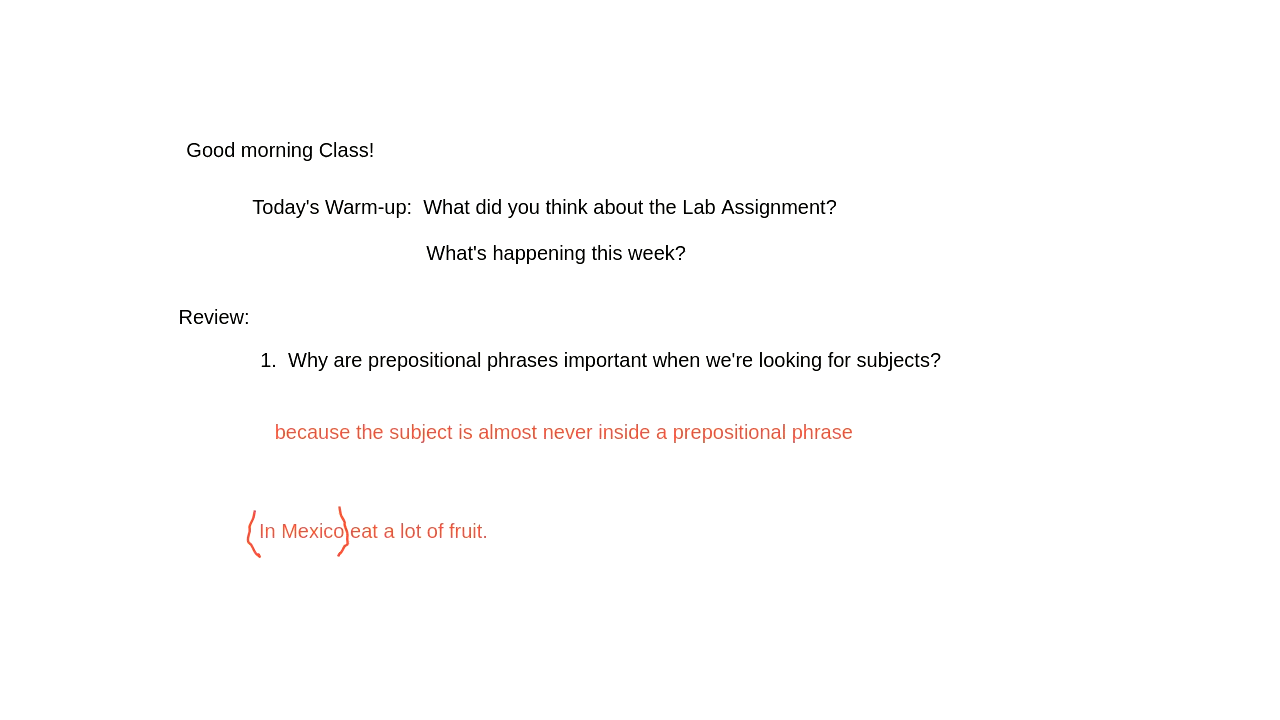 Good morning Class!
Today's Warm-up:  What did you think about the Lab Assignment?
What's happening this week?
Review:
1.  Why are prepositional phrases important when we're looking for subjects?
because the subject is almost never inside a prepositional phrase
(In Mexico) eat a lot of fruit.